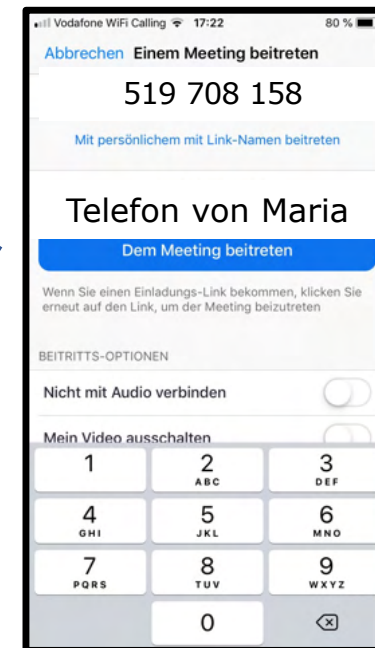 Vodafone WiFi Calling 17:22 80 %
Abbrechen Einem Meeting beitreten
519 708 158
Mit persönlichem mit Link-Namen beitreten
Telefon von Maria
Dem Meeting beitreten
Wenn Sie einen Einladungs-Link bekommen, klicken Sie
erneut auf den Link, um der Meeting beizutreten
BEITRITTS-OPTIONEN
Nicht mit Audio verbinden
Mein Video ausschalten
1 2 3
ABC DEF
4 5 6
GHI JKL MNO
7 8 9
PQRS TUV WXYZ
0